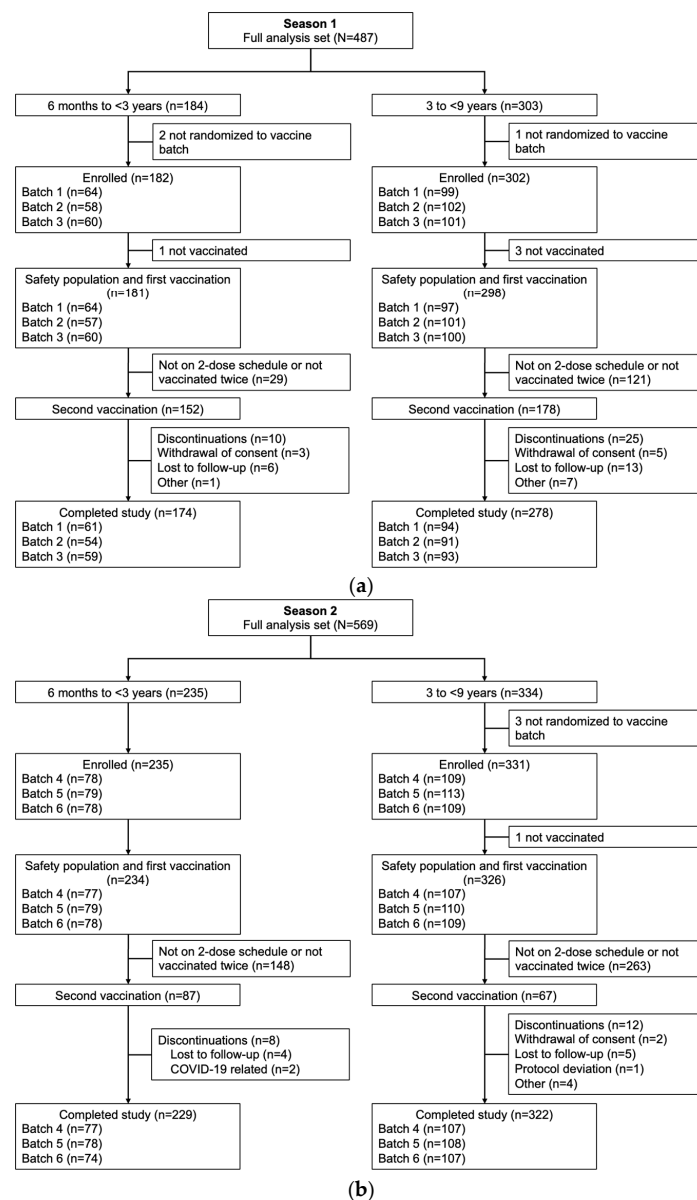 Season 1
Full analysis set (N=487)
6 months to <3 years (n=184)
3 to <9 years (n=303)
2 not randomized to vaccine
batch
1 not randomized to vaccine
batch
Enrolled (n=182)
Batch 1 (n=64)
Batch 2 (n=58)
Batch 3 (n=60)
Enrolled (n=302)
Batch 1 (n=99)
Batch 2 (n=102)
Batch 3 (n=101)
1 not vaccinated
3 not vaccinated
Safety population and first vaccination
(n=181)
Batch 1 (n=64)
Batch 2 (n=57)
Batch 3 (n=60)
Safety population and first vaccination
(n=298)
Batch 1 (n=97)
Batch 2 (n=101)
Batch 3 (n=100)
Not on 2-dose schedule or not
vaccinated twice (n=29)
Not on 2-dose schedule or not
vaccinated twice (n=121)
Second vaccination (n=152)
Second vaccination (n=178)
Discontinuations (n=10)
Withdrawal of consent (n=3)
Lost to follow-up (n=6)
Other (n=1)
Discontinuations (n=25)
Withdrawal of consent (n=5)
Lost to follow-up (n=13)
Other (n=7)
Completed study (n=174)
Batch 1 (n=61)
Batch 2 (n=54)
Batch 3 (n=59)
Completed study (n=278)
Batch 1 (n=94)
Batch 2 (n=91)
Batch 3 (n=93)
(a)
Season 2
Full analysis set (N=569)
6 months to <3 years (n=235)
3 to <9 years (n=334)
3 not randomized to vaccine
batch
Enrolled (n=235)
Batch 4 (n=78)
Batch 5 (n=79)
Batch 6 (n=78)
Enrolled (n=331)
Batch 4 (n=109)
Batch 5 (n=113)
Batch 6 (n=109)
1 not vaccinated
Safety population and first vaccination
(n=234)
Batch 4 (n=77)
Batch 5 (n=79)
Batch 6 (n=78)
Safety population and first vaccination
(n=326)
Batch 4 (n=107)
Batch 5 (n=110)
Batch 6 (n=109)
Not on 2-dose schedule or not
vaccinated twice (n=148)
Not on 2-dose schedule or not
vaccinated twice (n=263)
Second vaccination (n=87)
Second vaccination (n=67)
Discontinuations (n=8)
Lost to follow-up (n=4)
COVID-19 related (n=2)
Discontinuations (n=12)
Withdrawal of consent (n=2)
Lost to follow-up (n=5)
Protocol deviation (n=1)
Other (n=4)
Completed study (n=229)
Batch 4 (n=77)
Batch 5 (n=78)
Batch 6 (n=74)
Completed study (n=322)
Batch 4 (n=107)
Batch 5 (n=108)
Batch 6 (n=107)
(b)